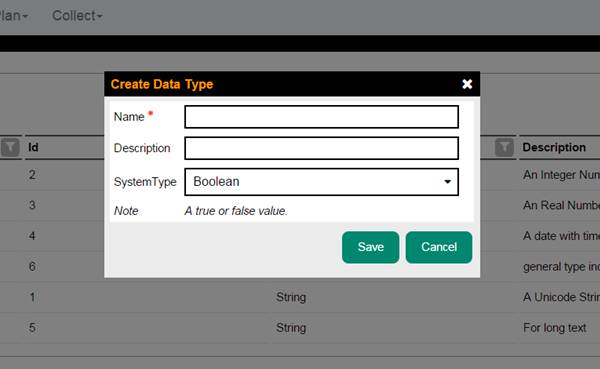 Plan Collect
Create Data Type
Name *
Description
SystemType Boolean
Note A true or false value.
Save Cancel
Id Description
2 An Integer Num
3 An Real Numbe
4 A date with time
6 general type inc
1 String A Unicode Strin
5 String For long text